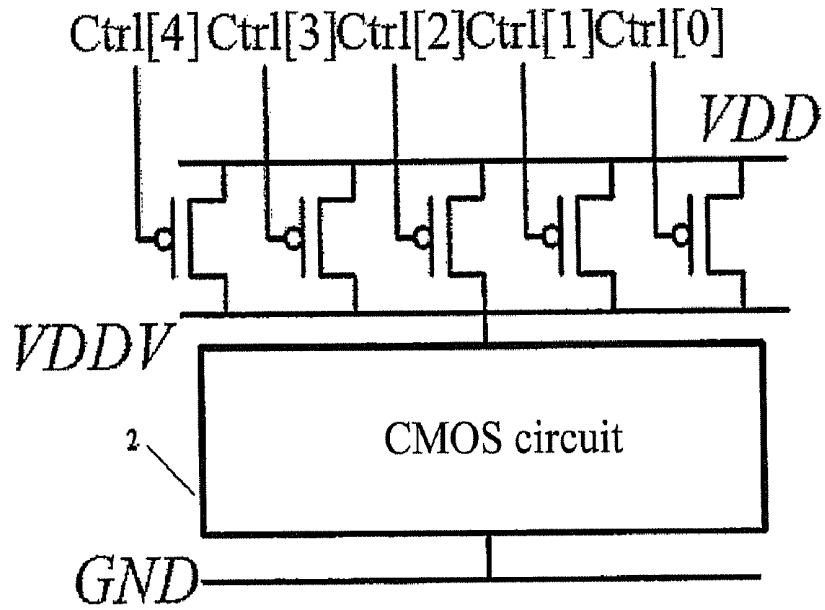 Ctrl[4] Ctrl[3] Ctrl[2] Ctrl[1] Ctrl[0]
VDD
VDDV
CMOS circuit
2
GND